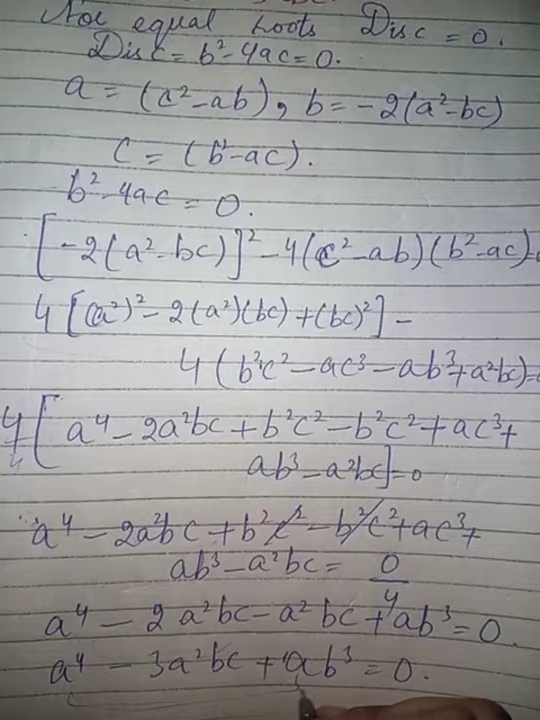 For equal roots Disc = 0.
Disc = b²-4ac = 0.
a = (c²-ab), b = -2(a²-bc)
C = (b²-ac).
b²-4ac = 0.
[-2(a²-bc)]²-4(c²-ab)(b²-ac)=0
4[(a²)²-2(a²)(bc)+(bc)²]-
4(b²c²-ac³-ab³+a²bc)=0
4[a⁴-2a²bc+b²c²-b²c²+ac³+
4
ab³-a²bc]=0
a⁴-2a²bc+b²c²-b²c²+ac³+
ab³-a²bc = 0/4
a⁴-2a²bc-a²bc+ab³=0.
a⁴-3a²bc+ab³=0.